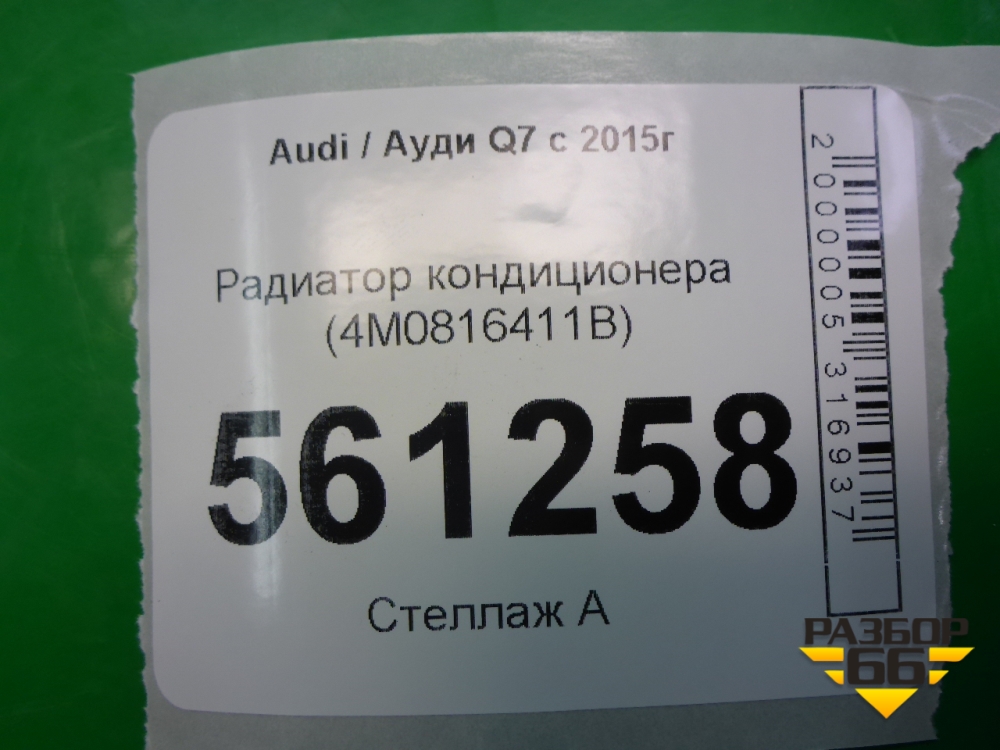 Audi / Ауди Q7 с 2015г
Радиатор кондиционера
(4M0816411B)
561258
Стеллаж А
2000005316937
РАЗБОР
66